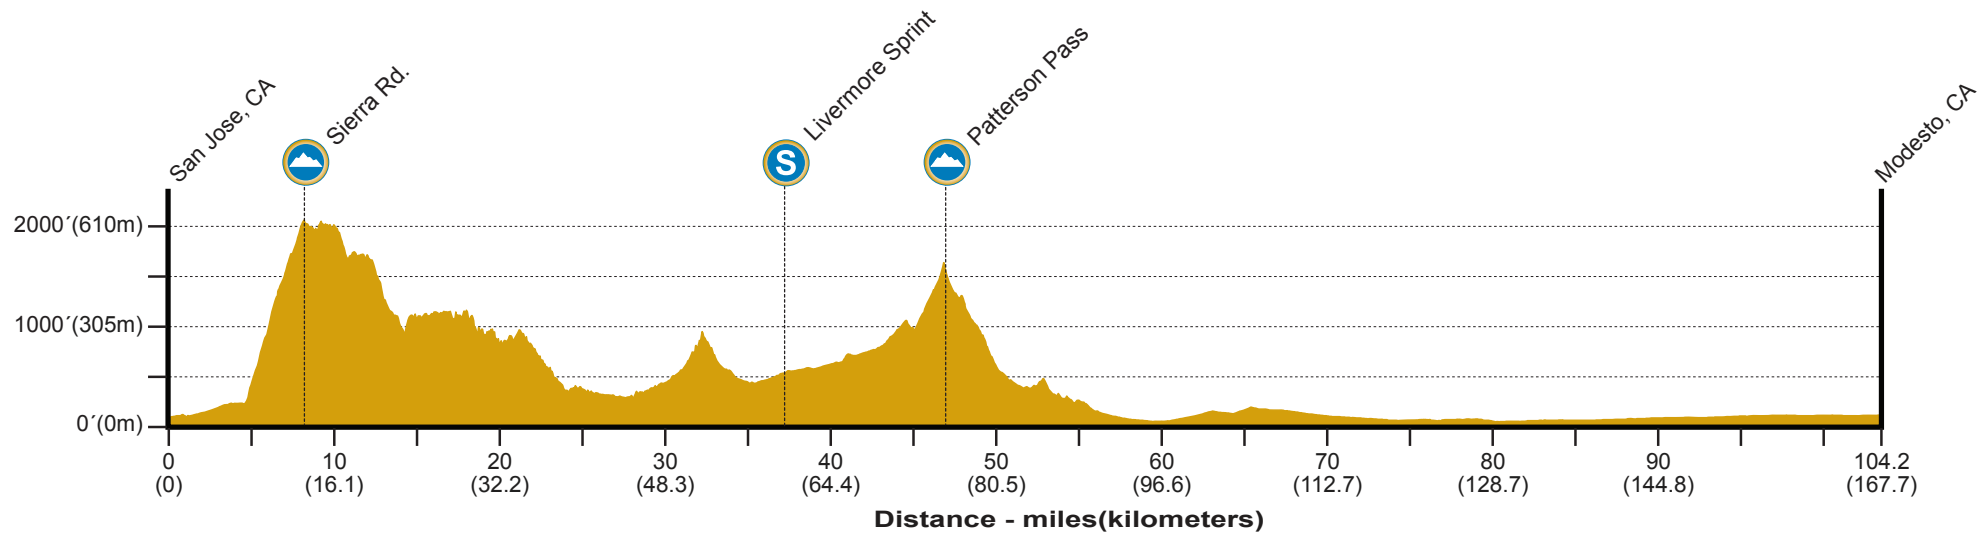 San Jose, CA
Sierra Rd.
Livermore Sprint
Patterson Pass
Modesto, CA
S
2000´(610m)
1000´(305m)
0´(0m)
0 10 20 30 40 50 60 70 80 90 104.2
(0) (16.1) (32.2) (48.3) (64.4) (80.5) (96.6) (112.7) (128.7) (144.8) (167.7)
Distance - miles(kilometers)